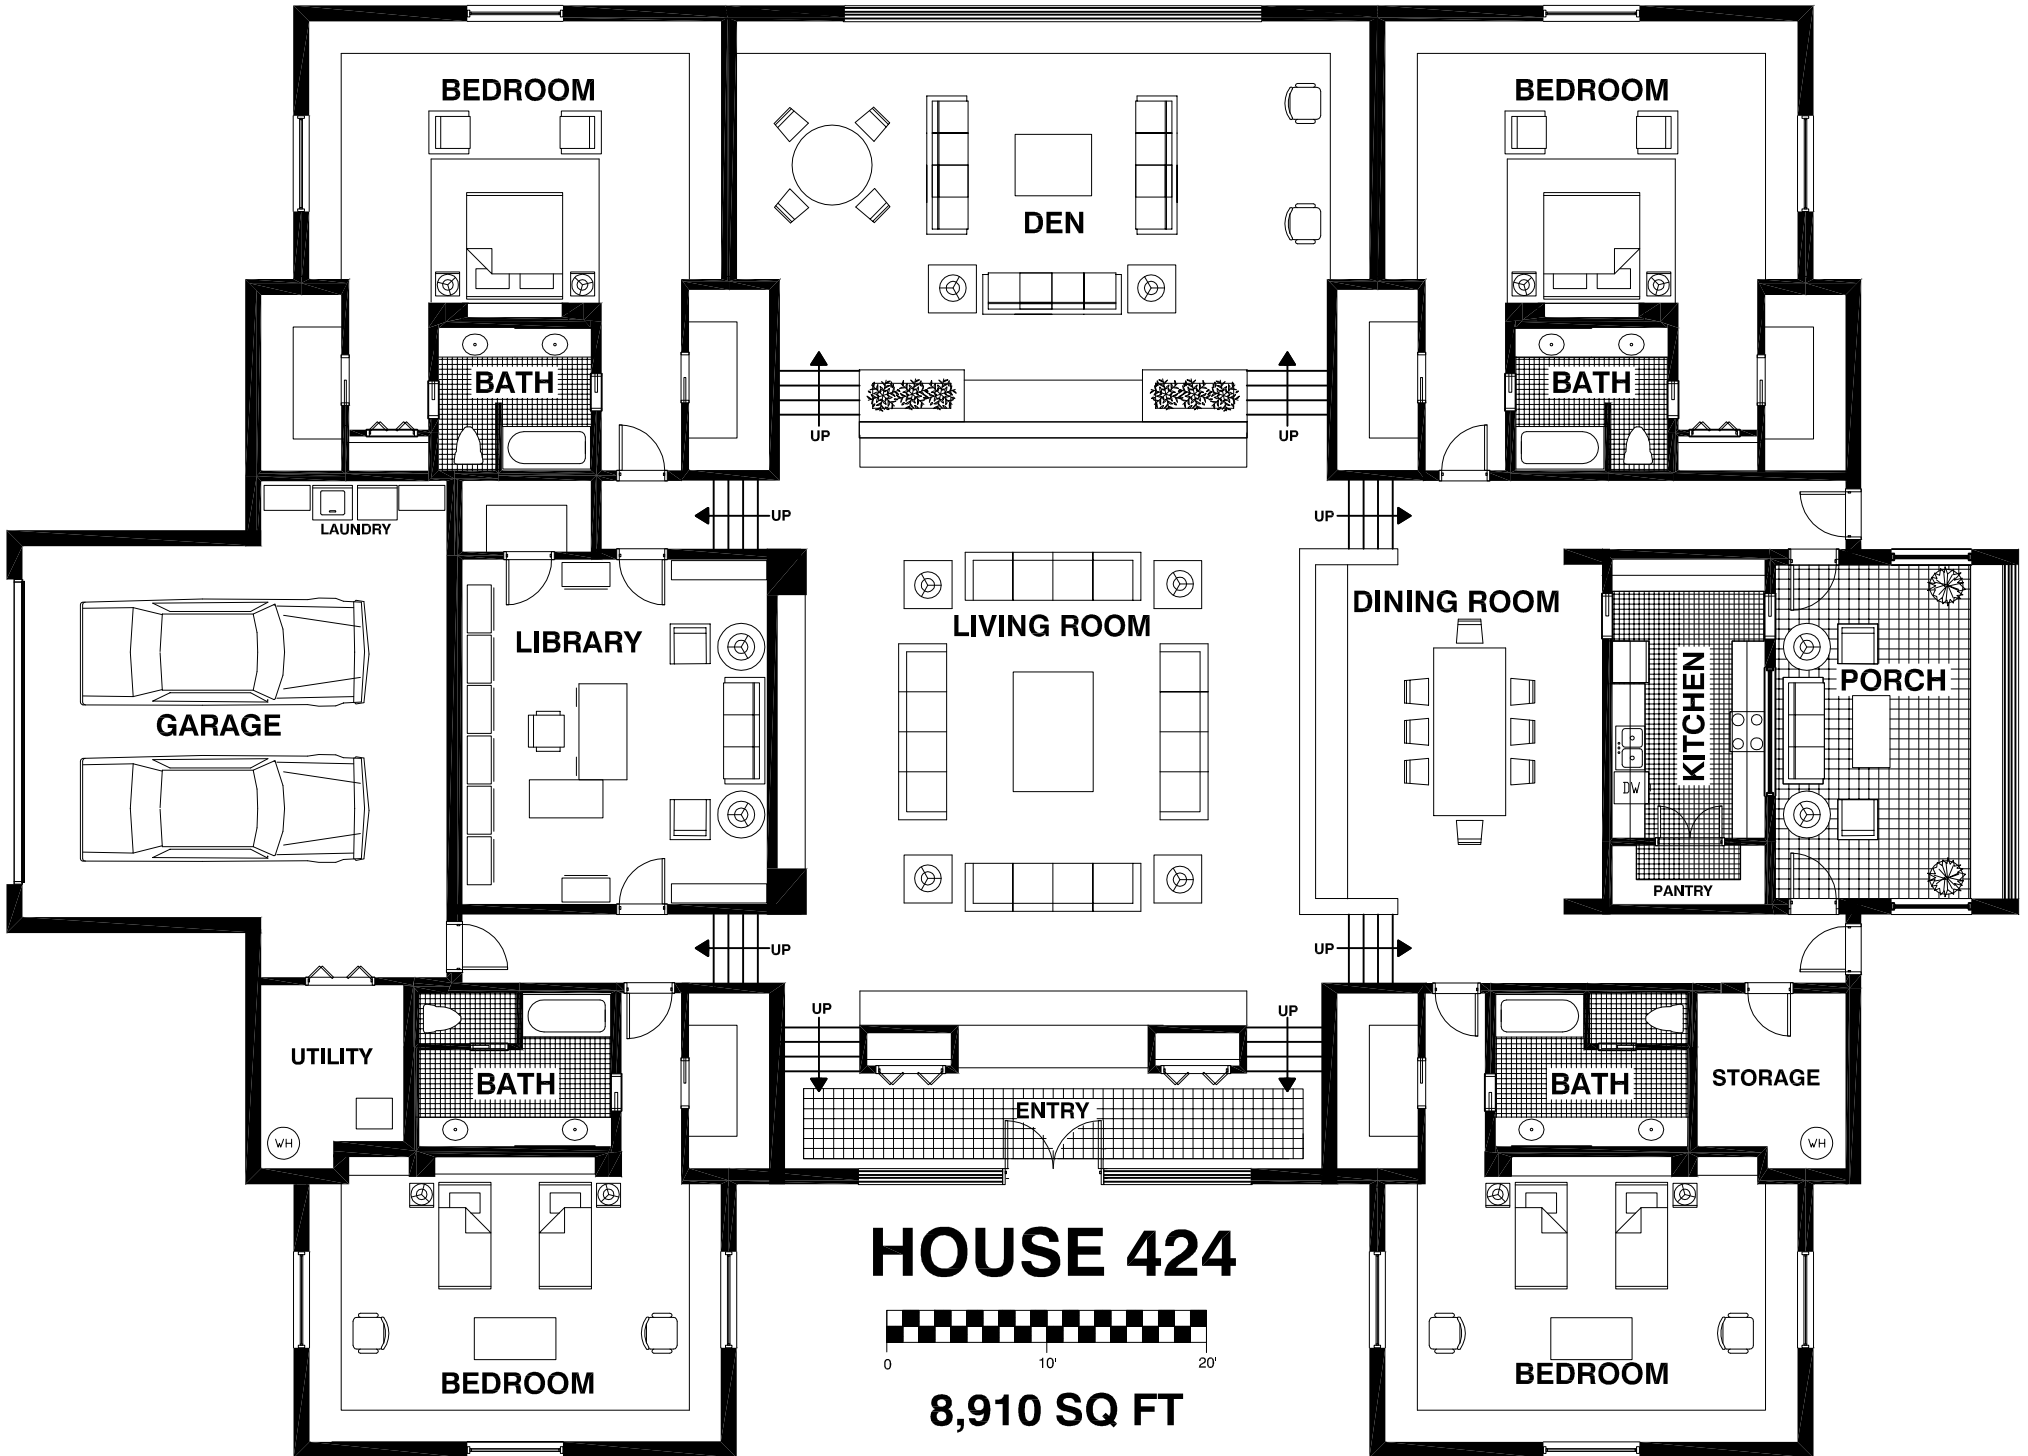 BEDROOM
BEDROOM
DEN
BATH
BATH
UP
UP
LAUNDRY
UP
UP
LIBRARY
LIVING ROOM
DINING ROOM
GARAGE
KITCHEN
PORCH
DW
PANTRY
UP
UP
UP
UP
UTILITY
BATH
ENTRY
BATH
STORAGE
WH
WH
HOUSE 424
0 10' 20'
BEDROOM
BEDROOM
8,910 SQ FT